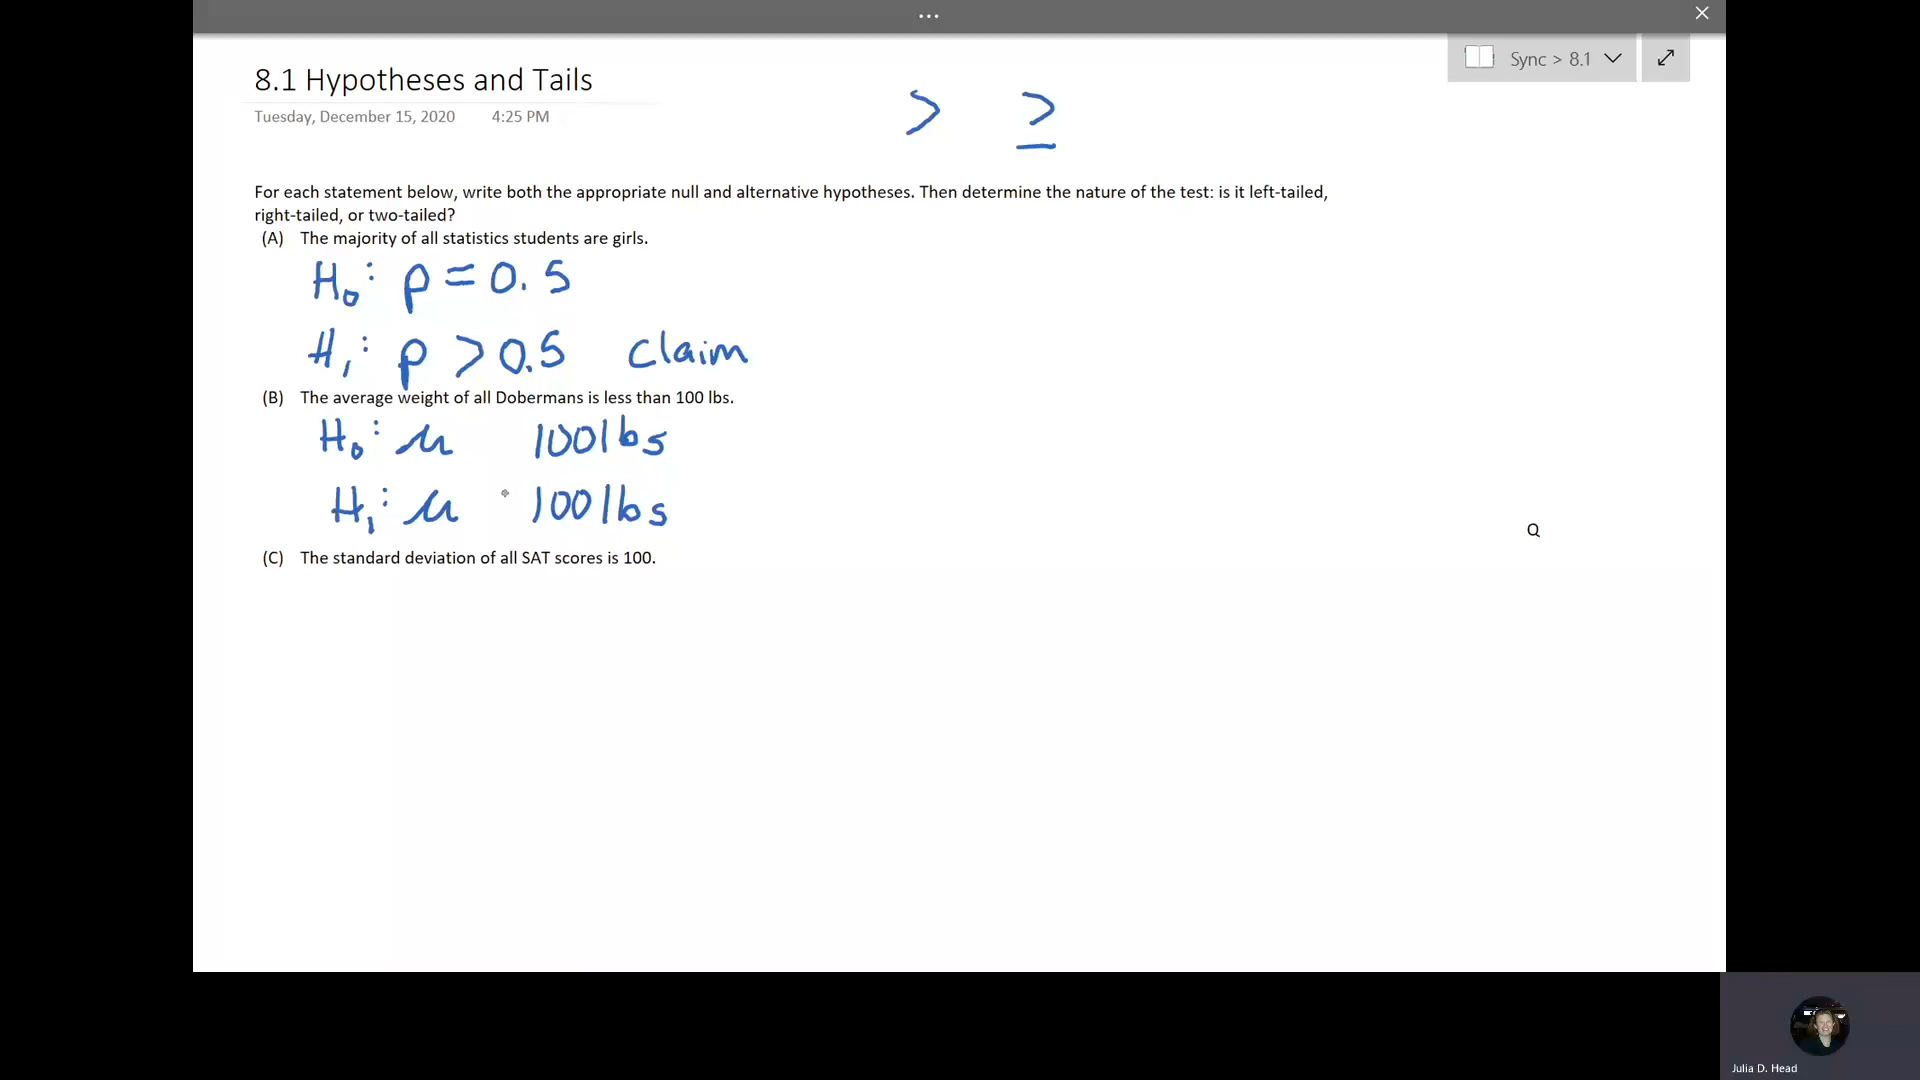 ...
Sync > 8.1
8.1 Hypotheses and Tails
Tuesday, December 15, 2020 4:25 PM
> ≥
For each statement below, write both the appropriate null and alternative hypotheses. Then determine the nature of the test: is it left-tailed,
right-tailed, or two-tailed?
(A) The majority of all statistics students are girls.
H₀: p = 0.5
H₁: p > 0.5 claim
(B) The average weight of all Dobermans is less than 100 lbs.
H₀: μ 100 lbs
H₁: μ 100 lbs
Q
(C) The standard deviation of all SAT scores is 100.
Julia D. Head